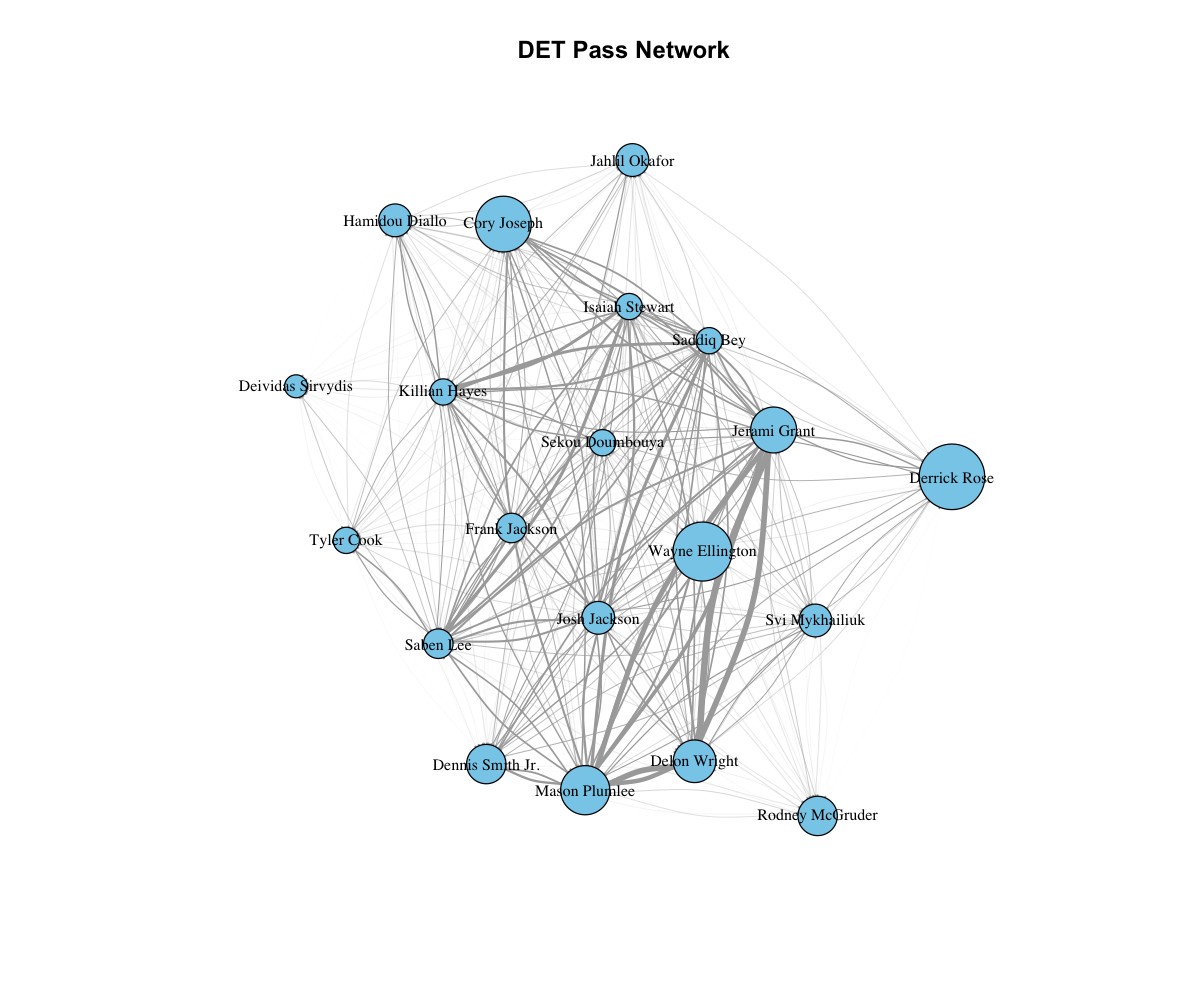 DET Pass Network
Jahlil Okafor
Hamidou Diallo
Cory Joseph
Isaiah Stewart
Saddiq Bey
Deividas Sirvydis
Killian Hayes
Jerami Grant
Sekou Doumbouya
Derrick Rose
Frank Jackson
Tyler Cook
Wayne Ellington
Josh Jackson
Svi Mykhailiuk
Saben Lee
Dennis Smith Jr.
Delon Wright
Mason Plumlee
Rodney McGruder